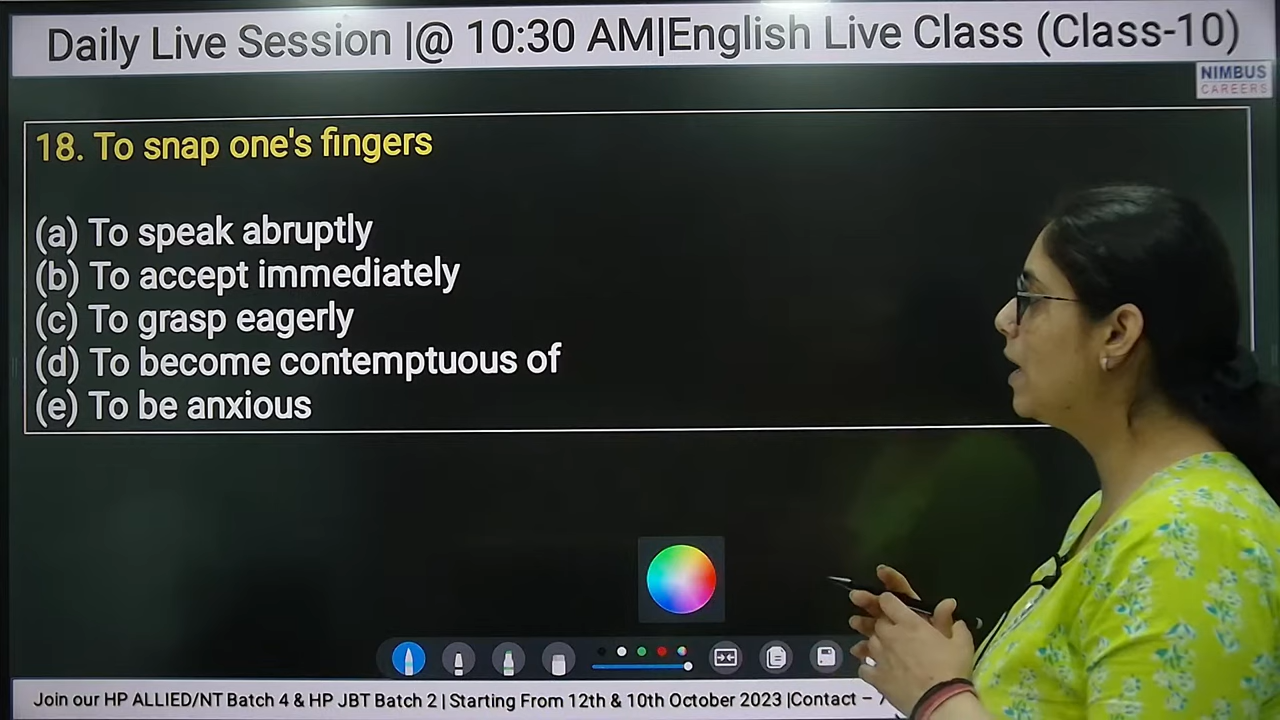 Daily Live Session |@ 10:30 AM|English Live Class (Class-10)
NIMBUS
CAREERS
18. To snap one's fingers
(a) To speak abruptly
(b) To accept immediately
(c) To grasp eagerly
(d) To become contemptuous of
(e) To be anxious
Join our HP ALLIED/NT Batch 4 & HP JBT Batch 2 | Starting From 12th & 10th October 2023 |Contact –